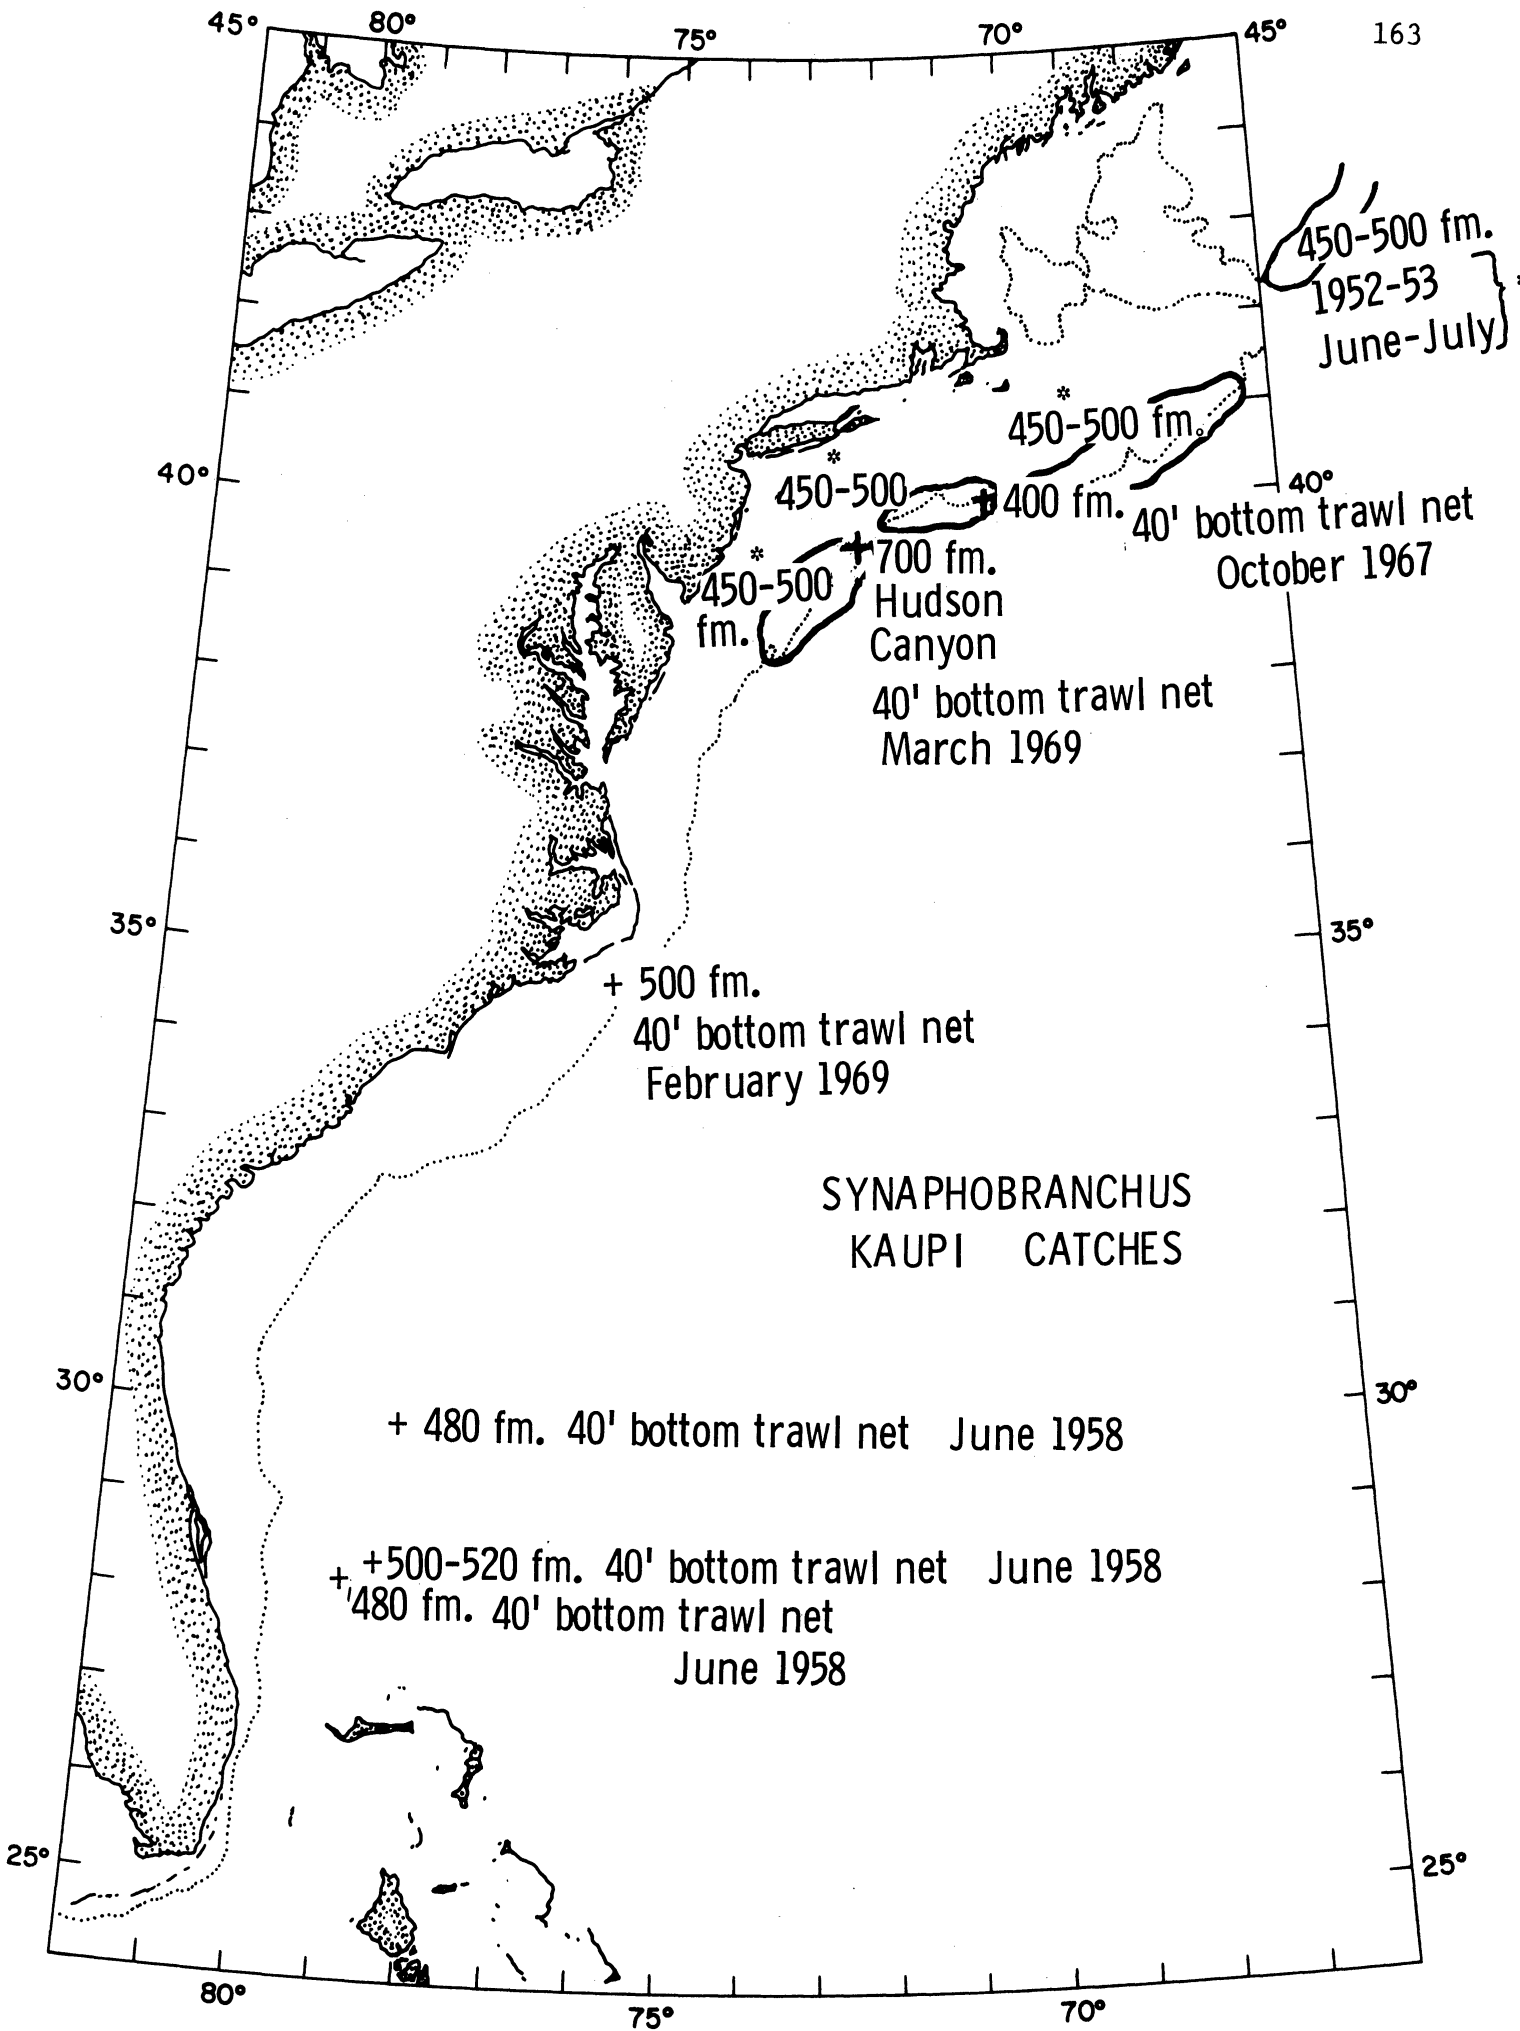 45° 80° 75° 70° 45° 163
450-500 fm.
1952-53
June-July
*
*
450-500 fm.
*
450-500
40° 40°
400 fm.
40' bottom trawl net
October 1967
*
450-500
fm.
700 fm.
Hudson
Canyon
40' bottom trawl net
March 1969
35° 35°
+ 500 fm.
40' bottom trawl net
February 1969
SYNAPHOBRANCHUS
KAUPI CATCHES
30° 30°
+ 480 fm. 40' bottom trawl net June 1958
+500-520 fm. 40' bottom trawl net June 1958
+ 480 fm. 40' bottom trawl net
June 1958
25° 25°
80° 75° 70°